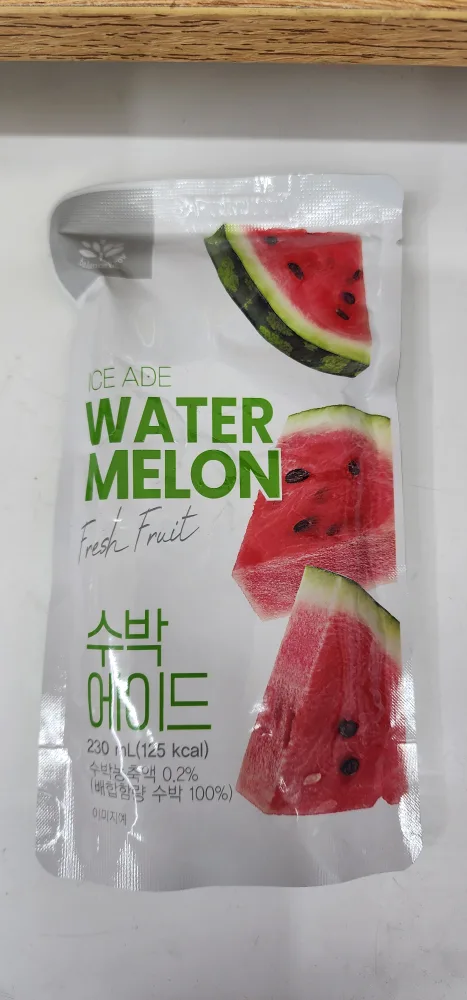 ICE ADE
WATER
MELON
Fresh Fruit
수박
에이드
230 mL(125 kcal)
수박농축액 0.2%
(배합함량 수박 100%)
이미지예